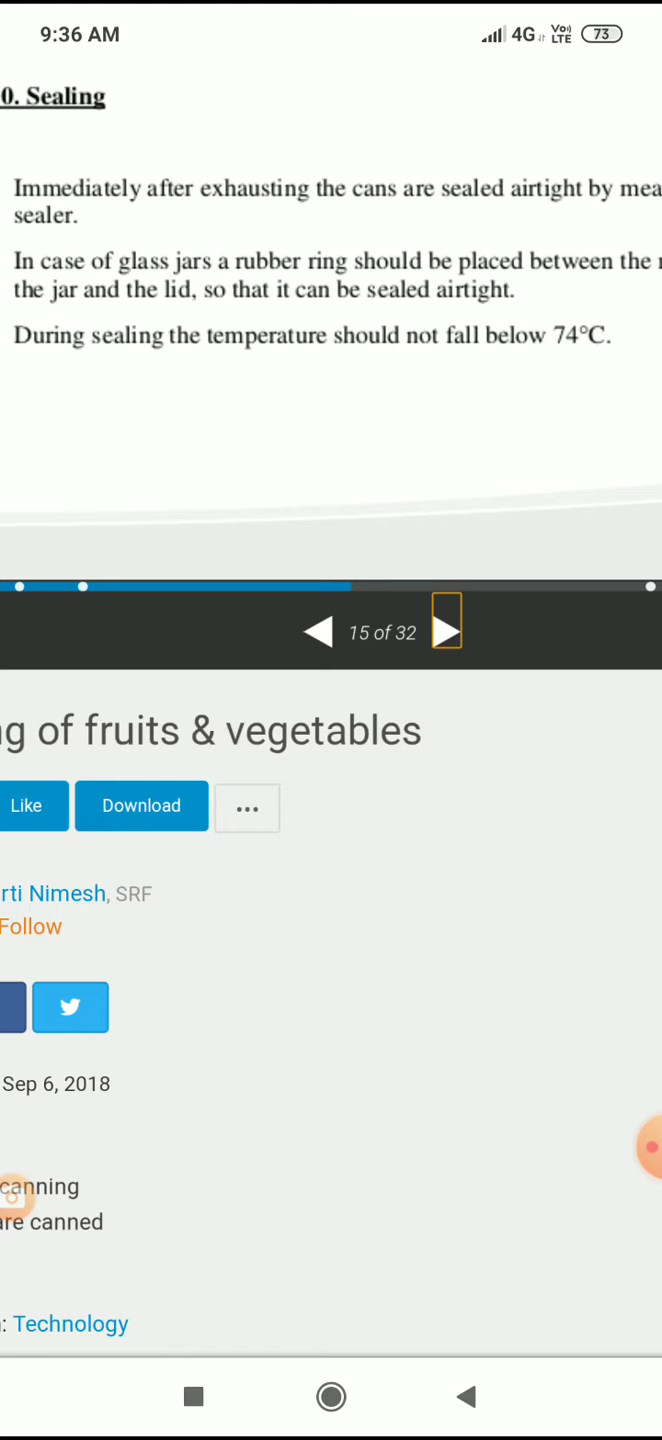 9:36 AM 4G Vo)) LTE 73
0. Sealing
Immediately after exhausting the cans are sealed airtight by mea
sealer.
In case of glass jars a rubber ring should be placed between the
the jar and the lid, so that it can be sealed airtight.
During sealing the temperature should not fall below 74°C.
15 of 32
g of fruits & vegetables
Like Download ...
rti Nimesh, SRF
Follow
Sep 6, 2018
canning
are canned
: Technology